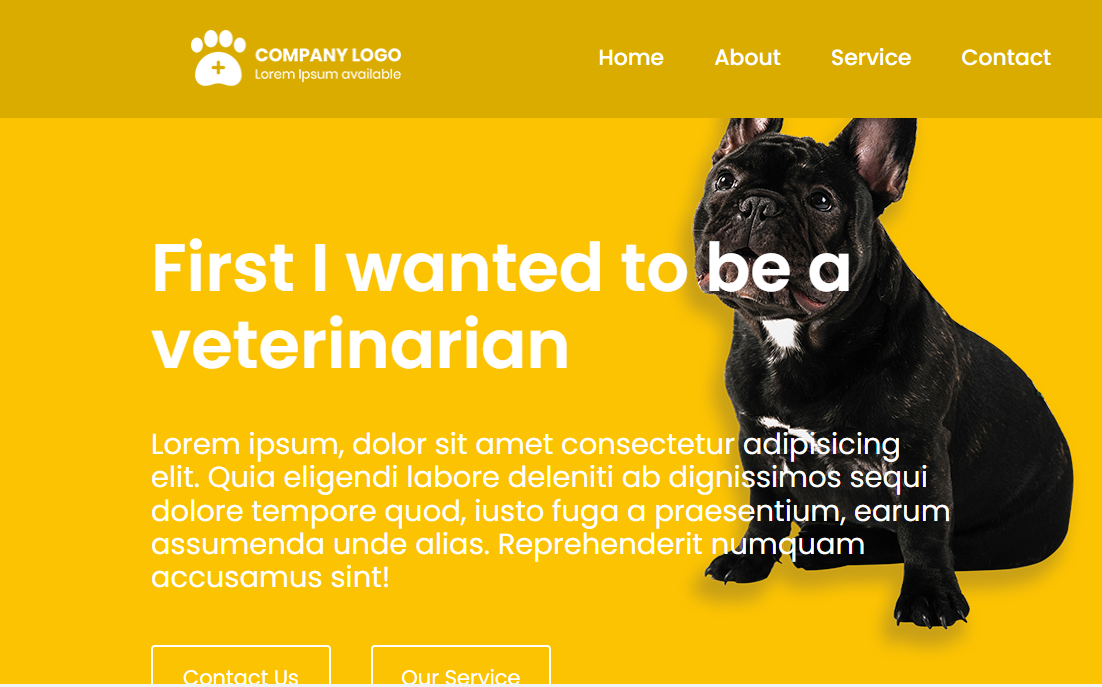 COMPANY LOGO
Lorem Ipsum available
Home About Service Contact
First I wanted to be a
veterinarian
Lorem ipsum, dolor sit amet consectetur adipisicing
elit. Quia eligendi labore deleniti ab dignissimos sequi
dolore tempore quod, iusto fuga a praesentium, earum
assumenda unde alias. Reprehenderit numquam
accusamus sint!
Contact Us Our Service